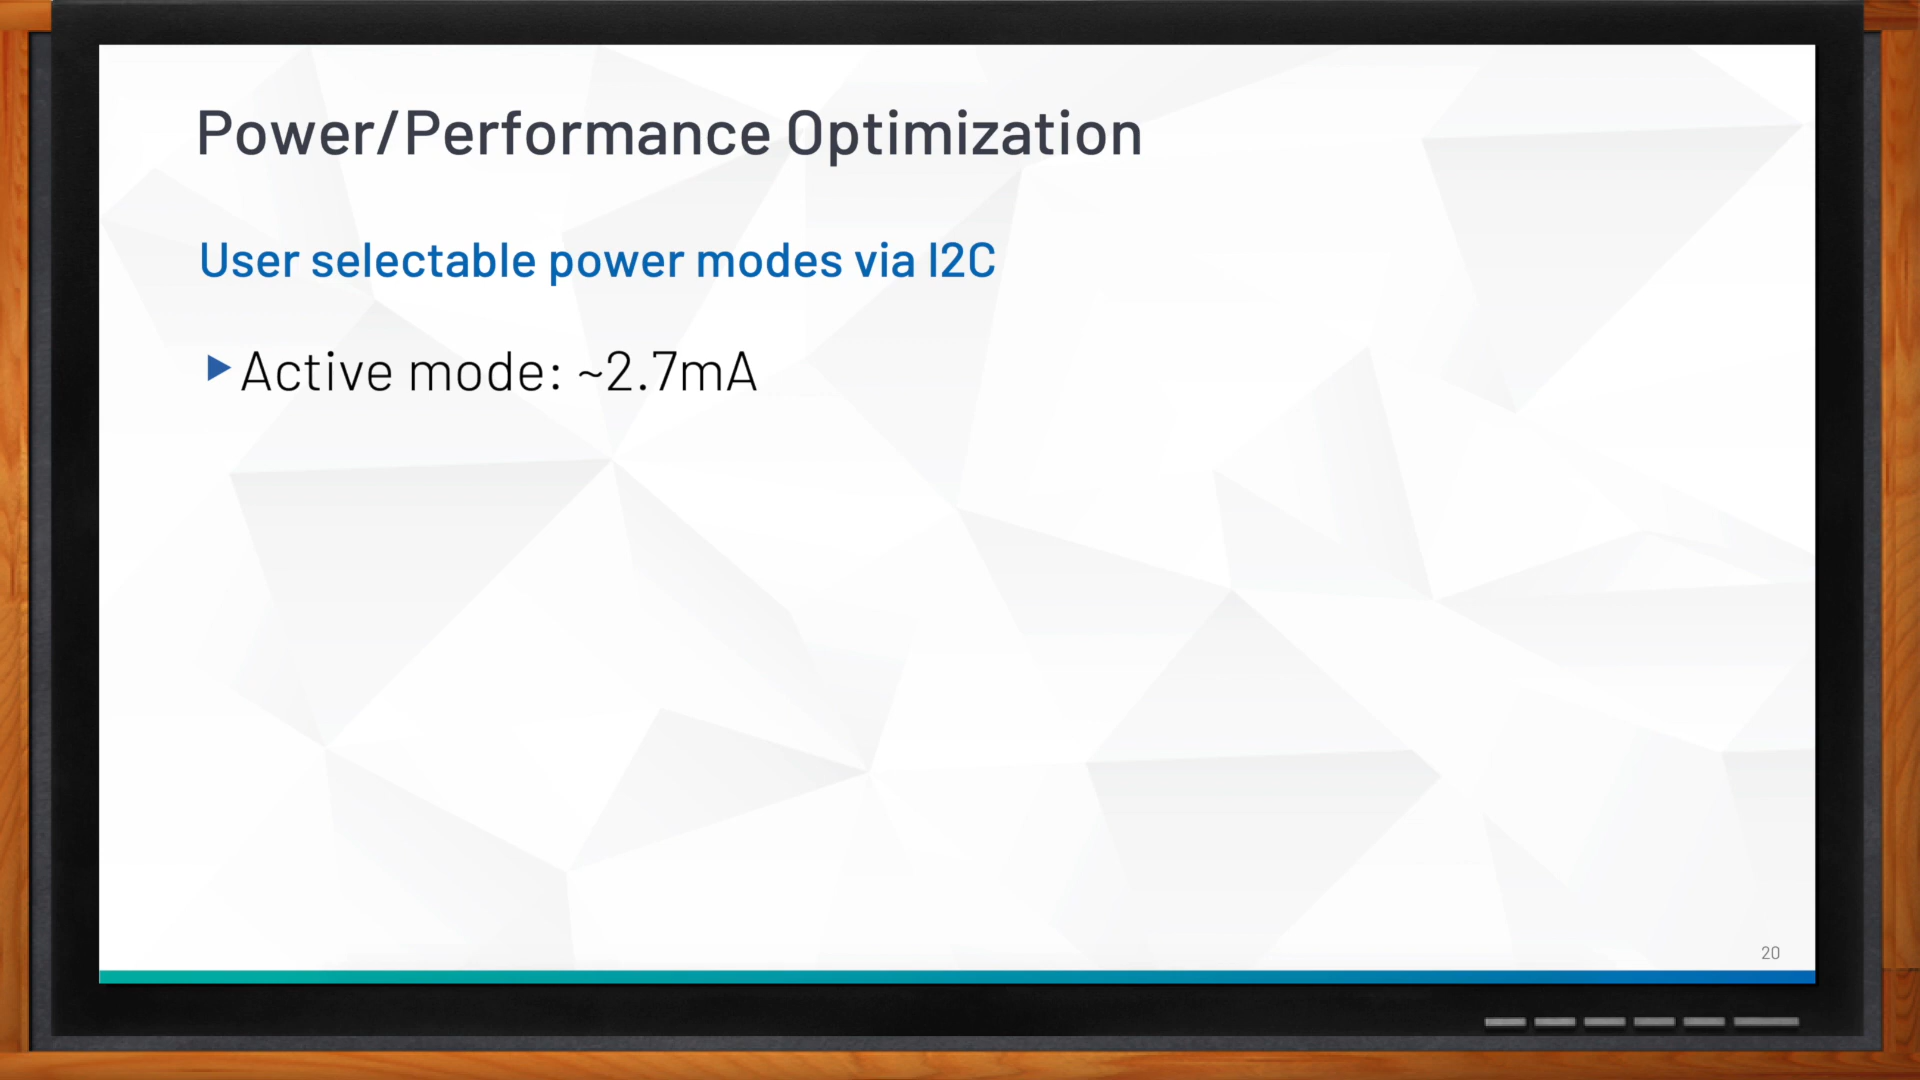 Power/Performance Optimization
User selectable power modes via I2C
Active mode: ~2.7mA
20